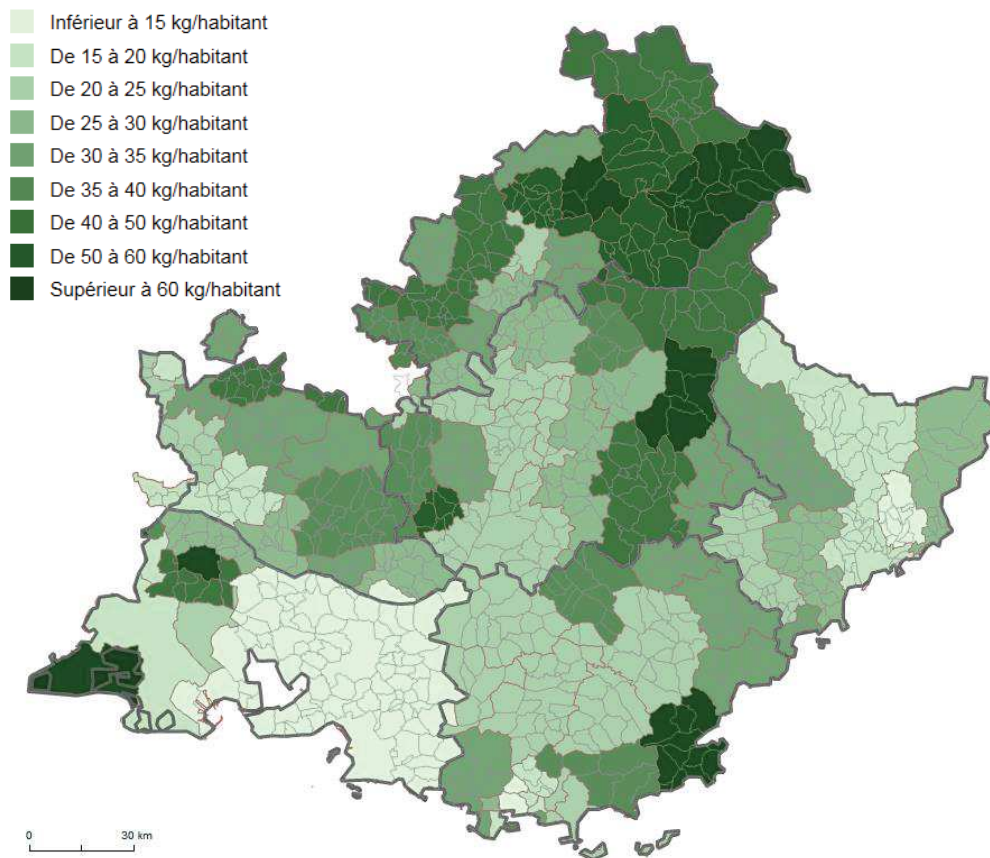 Inférieur à 15 kg/habitant
De 15 à 20 kg/habitant
De 20 à 25 kg/habitant
De 25 à 30 kg/habitant
De 30 à 35 kg/habitant
De 35 à 40 kg/habitant
De 40 à 50 kg/habitant
De 50 à 60 kg/habitant
Supérieur à 60 kg/habitant
0 30 km